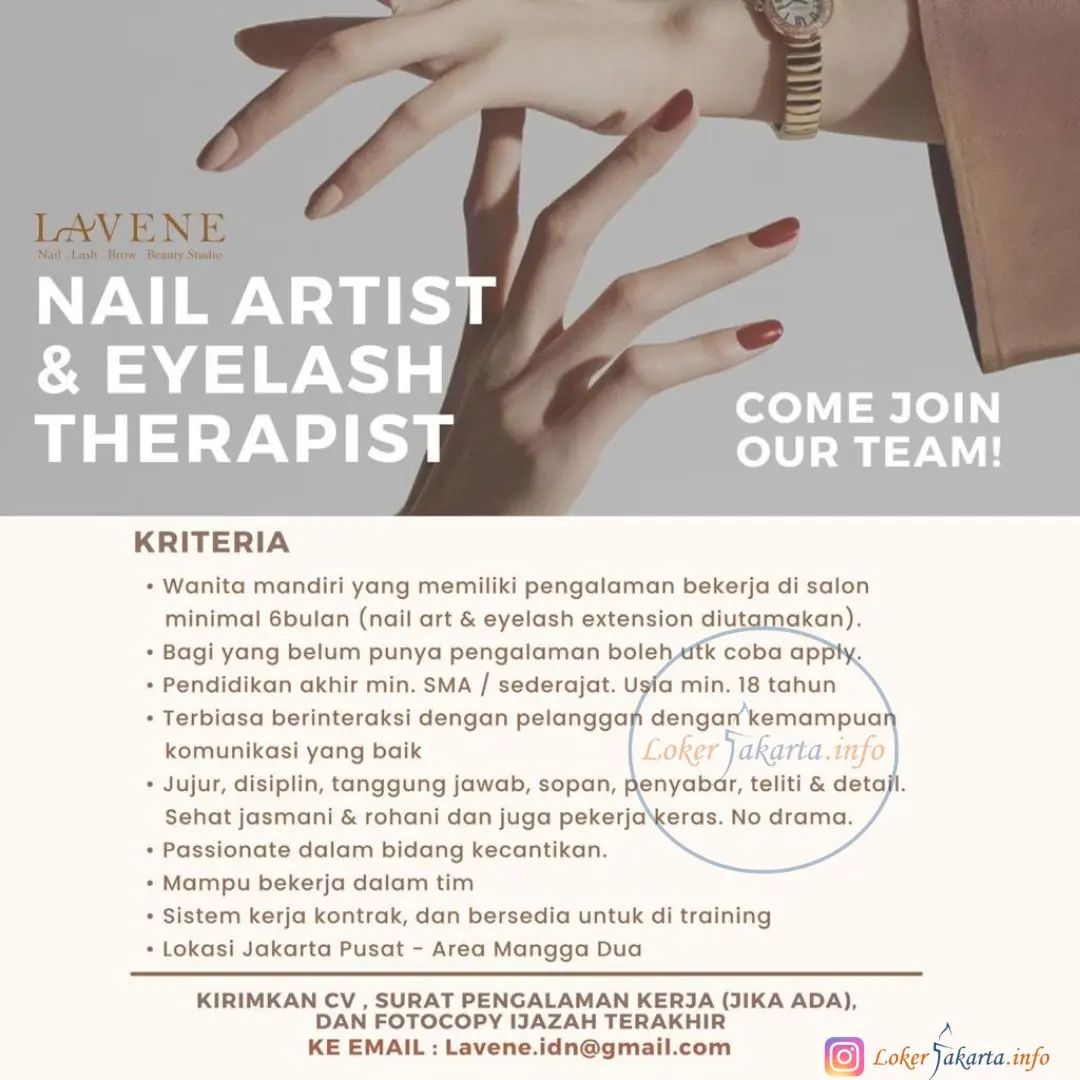 LAVENE
Nail . Lash . Brow . Beauty Studio
NAIL ARTIST
& EYELASH
THERAPIST
COME JOIN
OUR TEAM!
KRITERIA
• Wanita mandiri yang memiliki pengalaman bekerja di salon
minimal 6bulan (nail art & eyelash extension diutamakan).
• Bagi yang belum punya pengalaman boleh utk coba apply.
• Pendidikan akhir min. SMA / sederajat. Usia min. 18 tahun
• Terbiasa berinteraksi dengan pelanggan dengan kemampuan
komunikasi yang baik
Loker Jakarta.info
• Jujur, disiplin, tanggung jawab, sopan, penyabar, teliti & detail.
Sehat jasmani & rohani dan juga pekerja keras. No drama.
• Passionate dalam bidang kecantikan.
• Mampu bekerja dalam tim
• Sistem kerja kontrak, dan bersedia untuk di training
• Lokasi Jakarta Pusat - Area Mangga Dua
KIRIMKAN CV , SURAT PENGALAMAN KERJA (JIKA ADA),
DAN FOTOCOPY IJAZAH TERAKHIR
KE EMAIL : Lavene.idn@gmail.com
Loker Jakarta.info